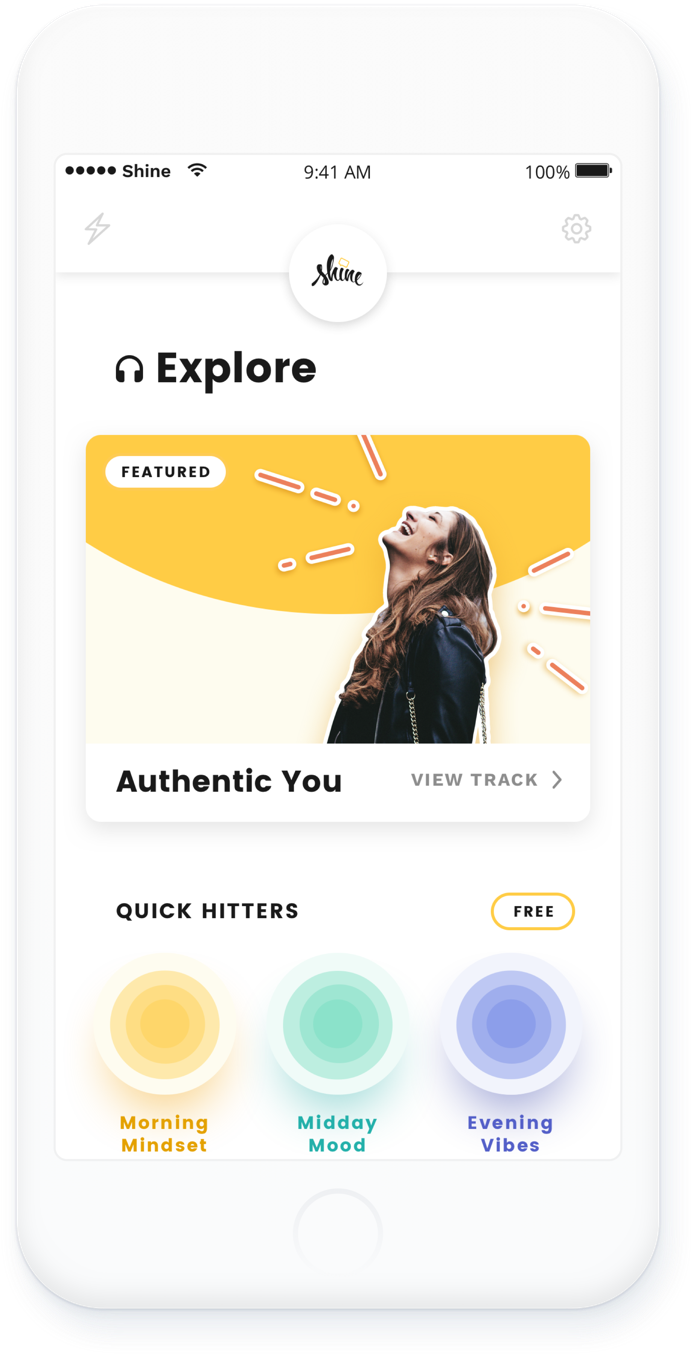 Shine 9:41 AM 100%
shine
Explore
FEATURED
Authentic You VIEW TRACK
QUICK HITTERS FREE
Morning Midday Evening
Mindset Mood Vibes